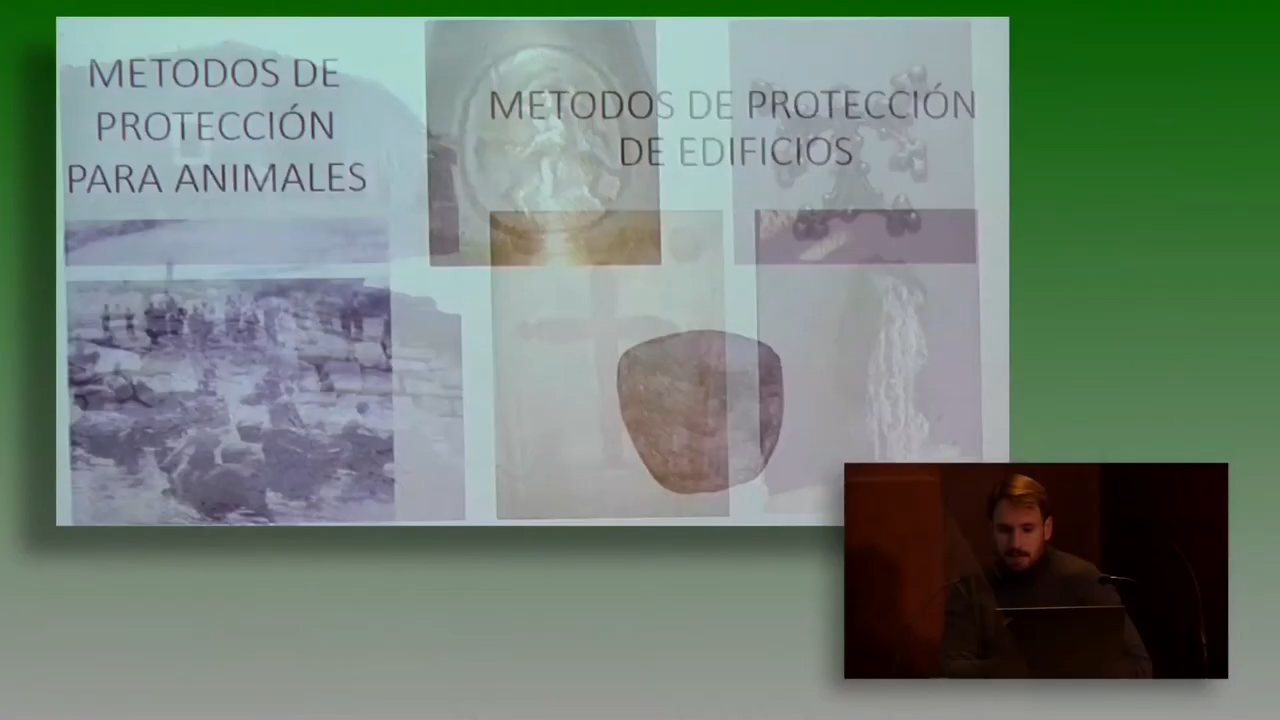 METODOS DE
PROTECCIÓN
PARA ANIMALES
METODOS DE PROTECCIÓN
DE EDIFICIOS